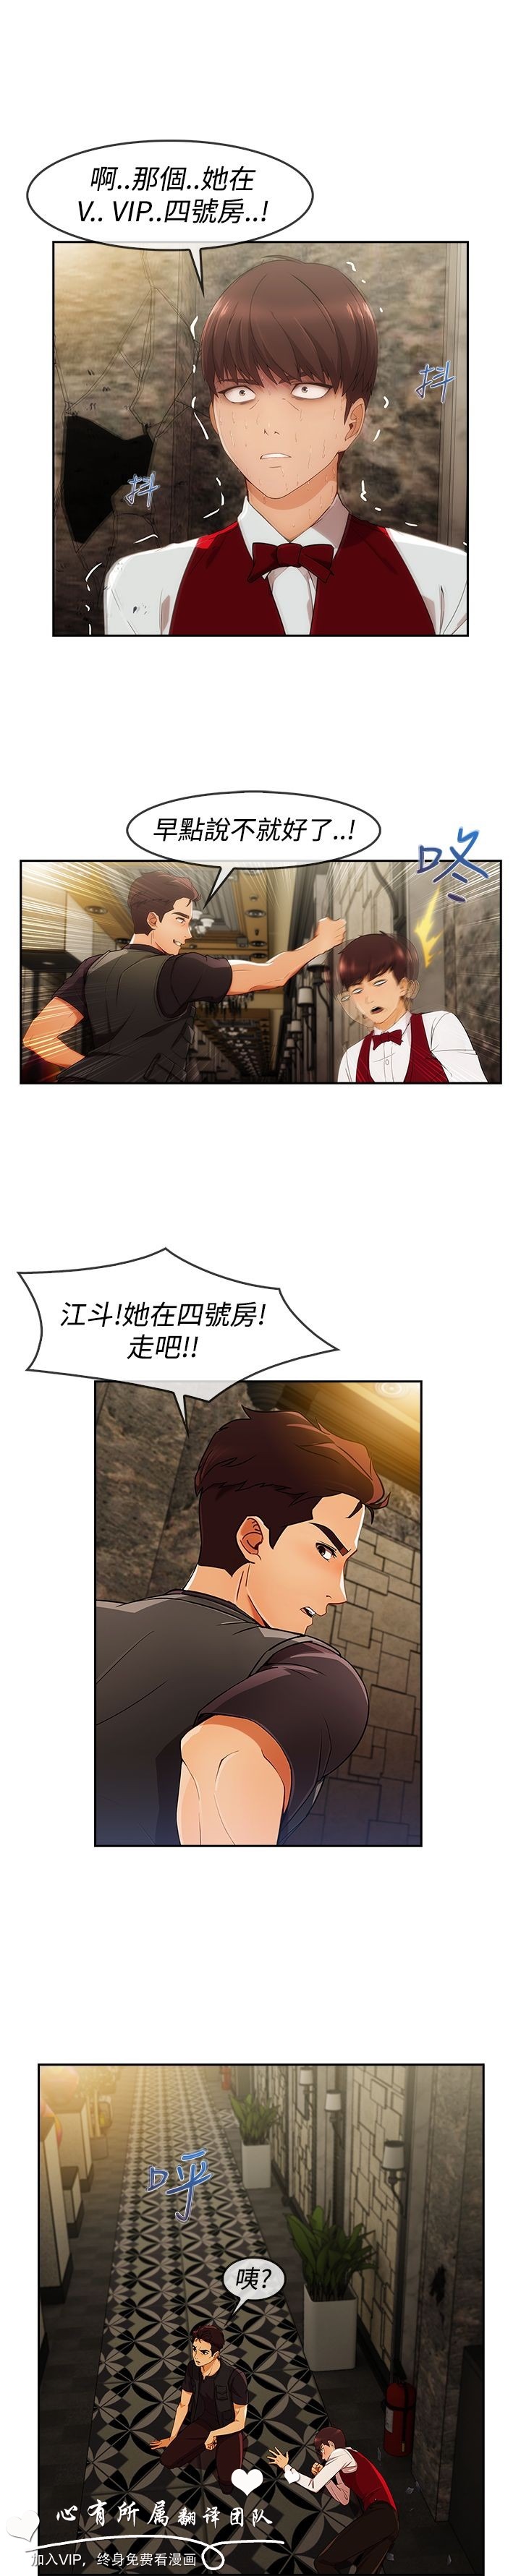 啊..那個..她在
V.. VIP..四號房..!
抖
抖
早點說不就好了..!
咚
江斗!她在四號房!
走吧!!
呼
咦?
心有所属翻译团队
加入VIP，终身免费看漫画